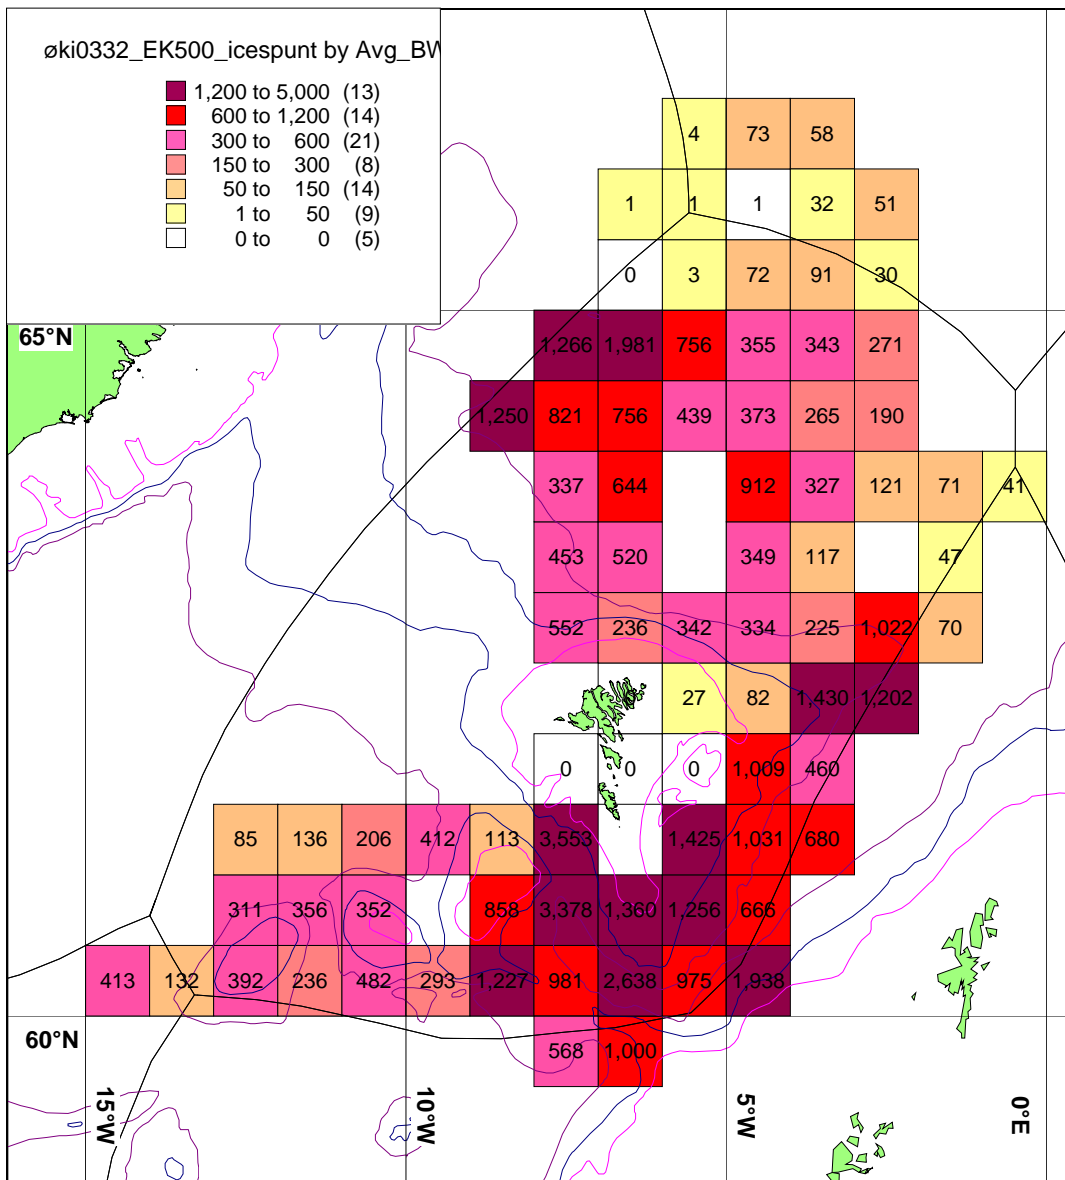 øki0332_EK500_icespunt by Avg_BW
1,200 to 5,000 (13)
600 to 1,200 (14)
300 to 600 (21)
150 to 300 (8)
50 to 150 (14)
1 to 50 (9)
0 to 0 (5)
4 73 58
1 1 1 32 51
0 3 72 91 30
65°N
1,266 1,981 756 355 343 271
1,250 821 756 439 373 265 190
337 644 912 327 121 71 41
453 520 349 117 47
552 236 342 334 225 1,022 70
27 82 1,430 1,202
0 0 0 1,009 460
85 136 206 412 113 3,553 1,425 1,031 680
311 356 352 858 3,378 1,360 1,256 666
413 132 392 236 482 293 1,227 981 2,638 975 1,938
60°N
568 1,000
15°W
10°W
5°W
0°E